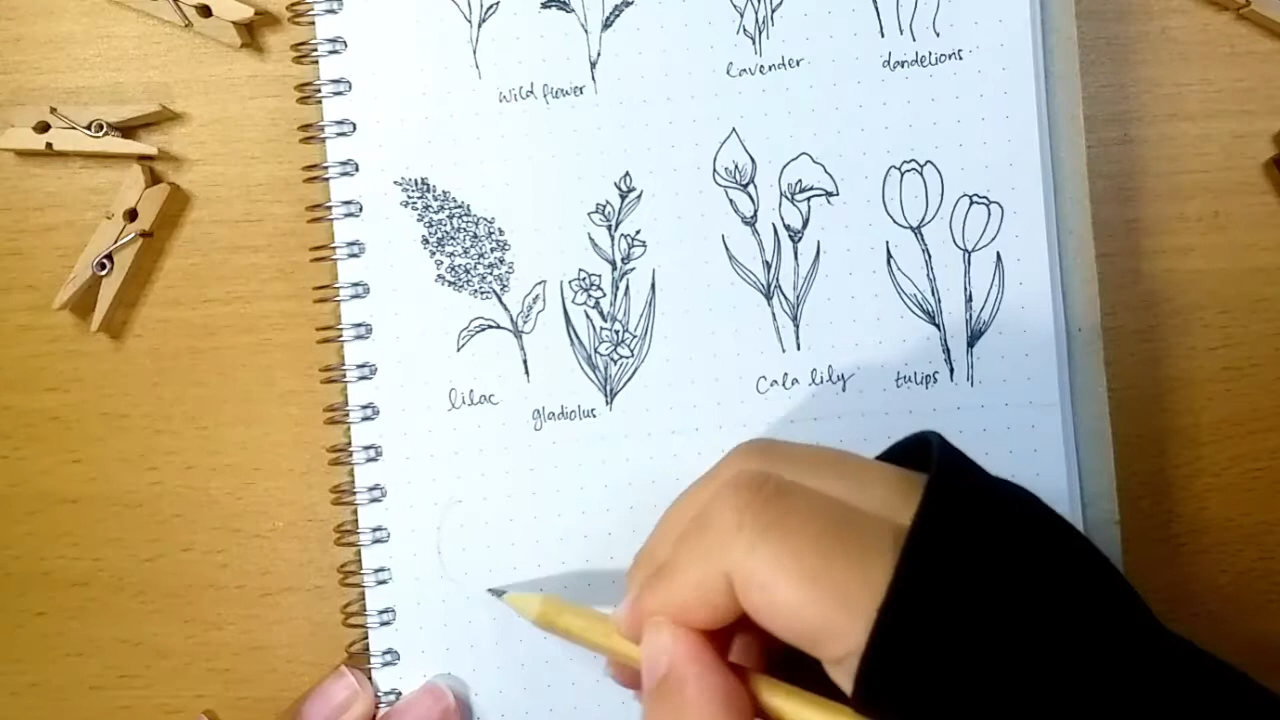 wild flower
lavender
dandelions
lilac
gladiolus
Cala lily
tulips